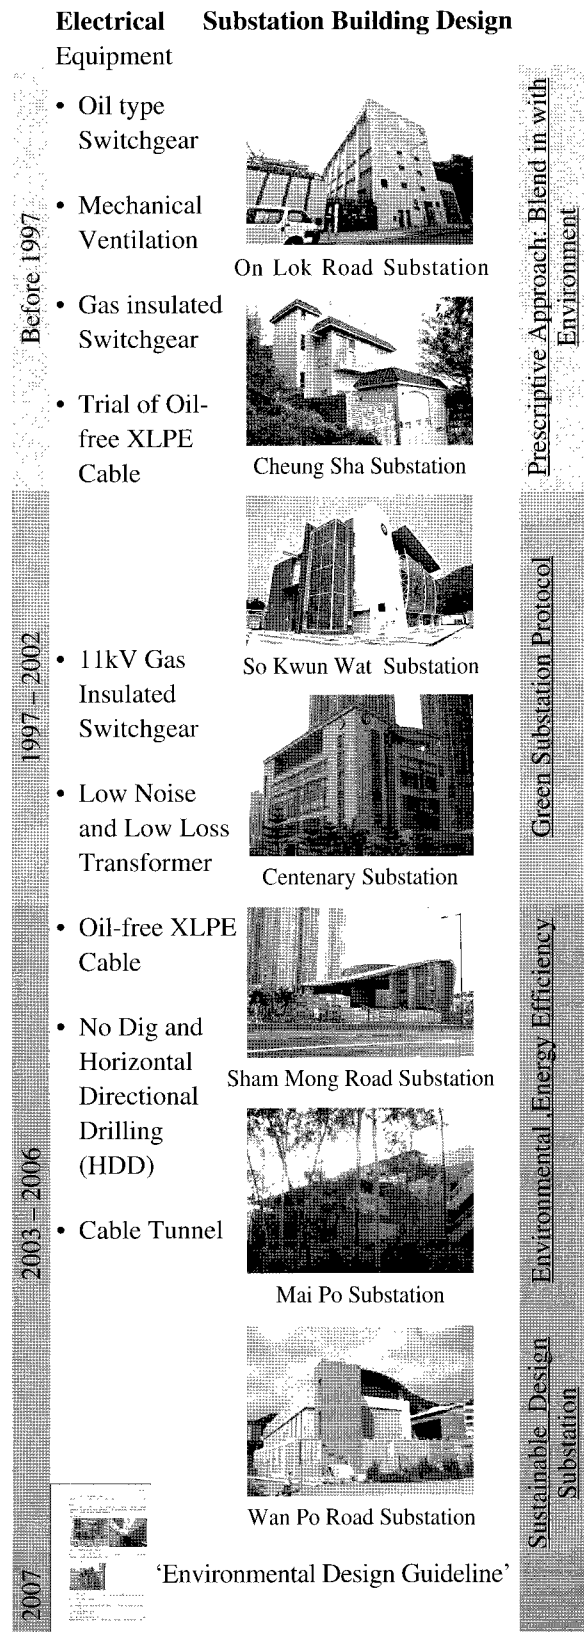 Electrical
Equipment
Substation Building Design
Before 1997
• Oil type
Switchgear
• Mechanical
Ventilation
• Gas insulated
Switchgear
• Trial of Oil-
free XLPE
Cable
On Lok Road Substation
Cheung Sha Substation
Prescriptive Approach: Blend in with
Environment
1997 – 2002
• 11kV Gas
Insulated
Switchgear
• Low Noise
and Low Loss
Transformer
So Kwun Wat Substation
Centenary Substation
Green Substation Protocol
2003 – 2006
• Oil-free XLPE
Cable
• No Dig and
Horizontal
Directional
Drilling
(HDD)
• Cable Tunnel
Sham Mong Road Substation
Mai Po Substation
Environmental ,Energy Efficiency
Wan Po Road Substation
Sustainable Design
Substation
2007
‘Environmental Design Guideline’